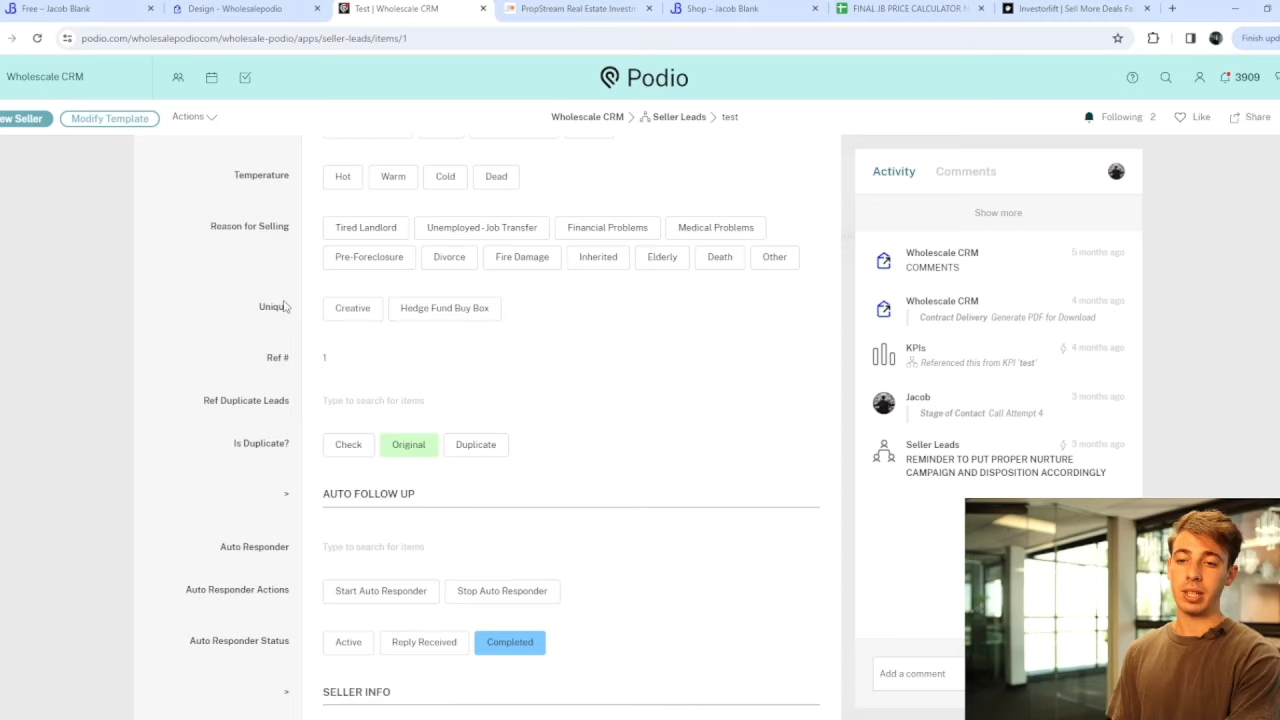 Free – Jacob Blank
Design - Wholesalepodio
Test | Wholescale CRM
PropStream Real Estate Investm
Shop – Jacob Blank
FINAL JB PRICE CALCULATOR
Investorlift | Sell More Deals Fa
podio.com/wholesalepodiocom/wholesale-podio/apps/seller-leads/items/1
Finish upd
Wholescale CRM
Podio
3909
ew Seller
Modify Template
Actions
Wholescale CRM
Seller Leads
test
Following 2
Like
Share
Temperature
Hot
Warm
Cold
Dead
Reason for Selling
Tired Landlord
Unemployed - Job Transfer
Financial Problems
Medical Problems
Pre-Foreclosure
Divorce
Fire Damage
Inherited
Elderly
Death
Other
Uniqu
Creative
Hedge Fund Buy Box
Ref #
1
Ref Duplicate Leads
Type to search for items
Is Duplicate?
Check
Original
Duplicate
>
AUTO FOLLOW UP
Auto Responder
Type to search for items
Auto Responder Actions
Start Auto Responder
Stop Auto Responder
Auto Responder Status
Active
Reply Received
Completed
>
SELLER INFO
Activity
Comments
Show more
Wholescale CRM
5 months ago
COMMENTS
Wholescale CRM
4 months ago
Contract Delivery Generate PDF for Download
KPIs
4 months ago
Referenced this from KPI 'test'
Jacob
3 months ago
Stage of Contact Call Attempt 4
Seller Leads
3 months ago
REMINDER TO PUT PROPER NURTURE
CAMPAIGN AND DISPOSITION ACCORDINGLY
Add a comment